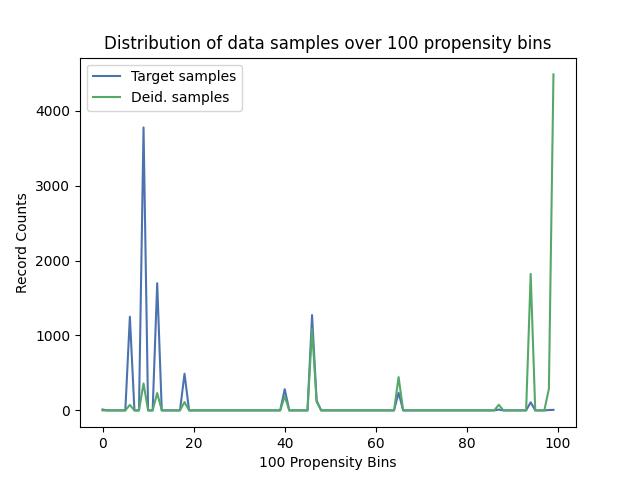 Distribution of data samples over 100 propensity bins
Target samples
Deid. samples
4000
3000
2000
1000
0
Record Counts
0 20 40 60 80 100
100 Propensity Bins